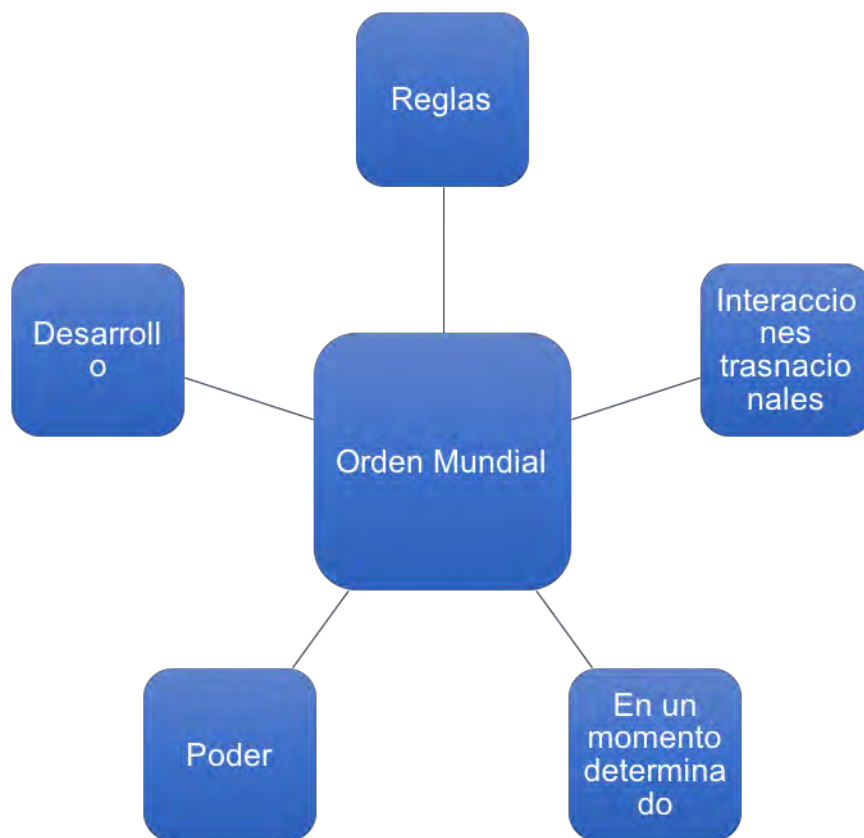 Reglas
Interaccio
nes
trasnacio
nales
Desarroll
o
Orden Mundial
En un
momento
determina
do
Poder